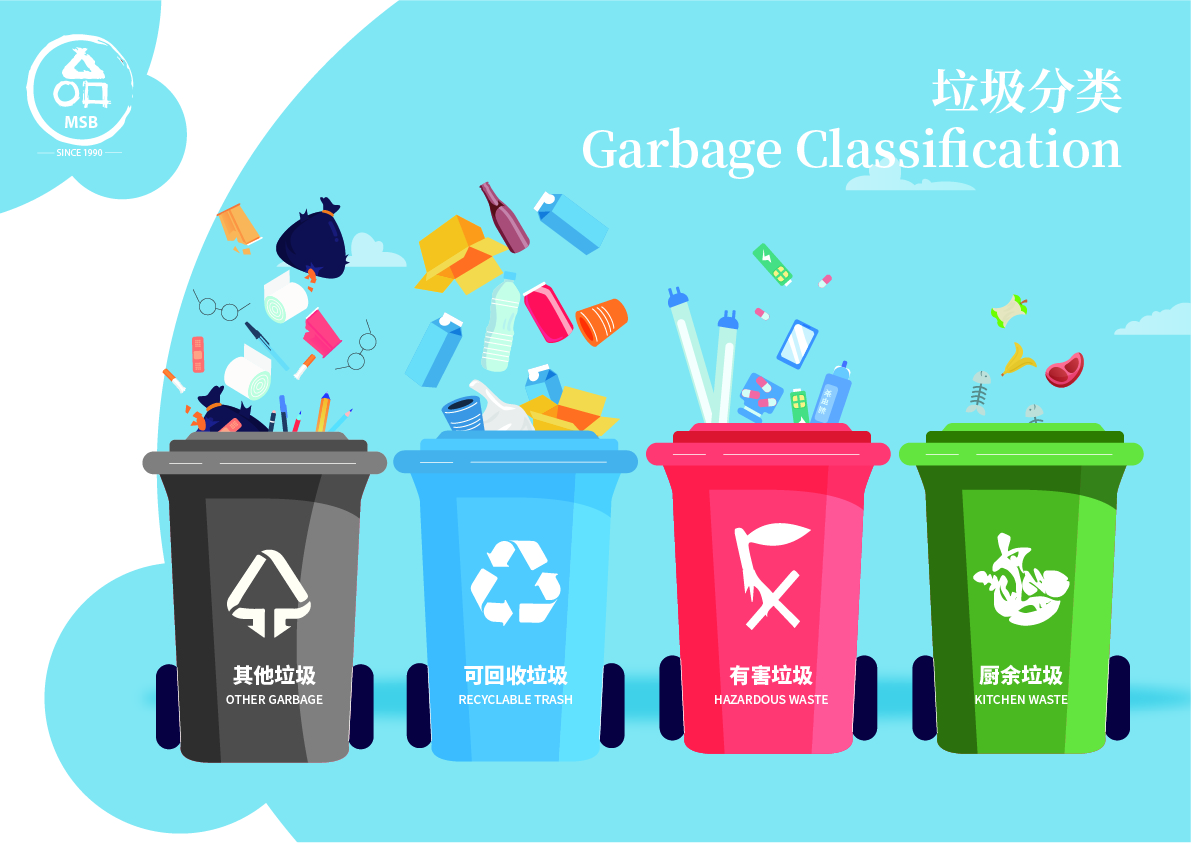 MSB
SINCE 1990
垃圾分类
Garbage Classification
其他垃圾
OTHER GARBAGE
可回收垃圾
RECYCLABLE TRASH
有害垃圾
HAZARDOUS WASTE
厨余垃圾
KITCHEN WASTE